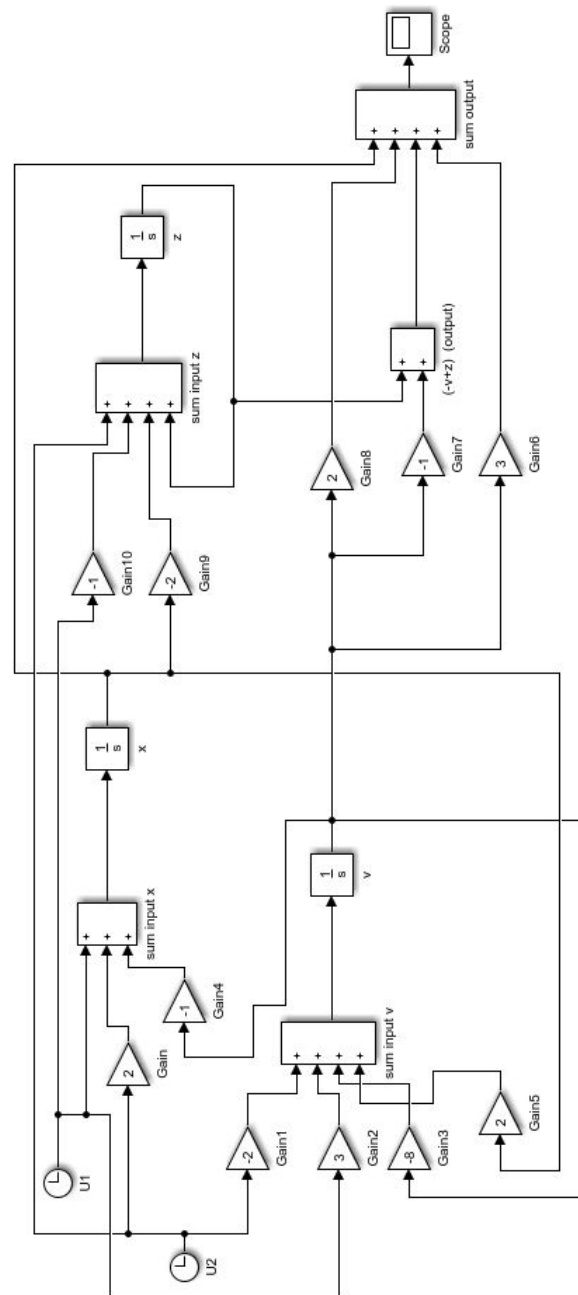 U1
U2
2
Gain
-2
Gain1
3
Gain2
-8
Gain3
2
Gain5
-1
Gain4
+
+
+
sum input x
+
+
+
+
sum input v
1
s
x
1
s
v
-1
Gain10
-2
Gain9
+
+
+
+
sum input z
1
s
z
2
Gain8
-1
Gain7
3
Gain6
+
+
(-v+z) (output)
+
+
+
+
sum output
Scope